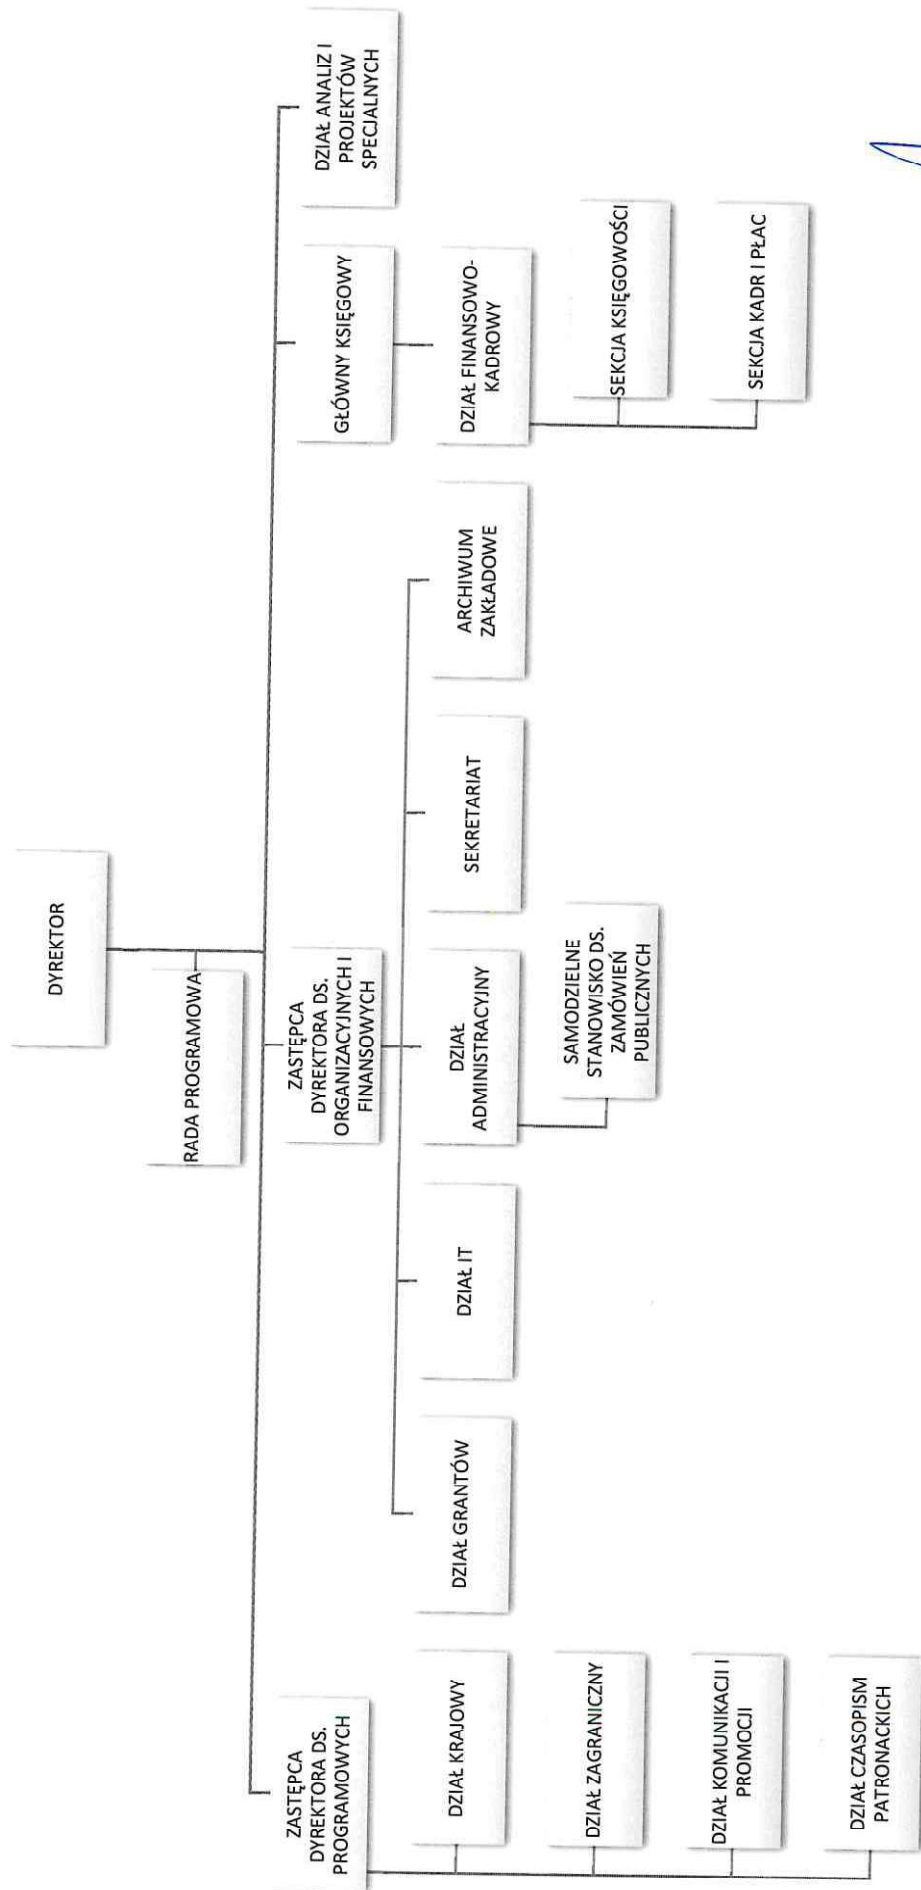 DYREKTOR
RADA PROGRAMOWA
ZASTĘPCA
DYREKTORA DS.
PROGRAMOWYCH
ZASTĘPCA
DYREKTORA DS.
ORGANIZACYJNYCH I
FINANSOWYCH
GŁÓWNY KSIĘGOWY
DZIAŁ ANALIZ I
PROJEKTÓW
SPECJALNYCH
DZIAŁ KRAJOWY
DZIAŁ GRANTÓW
DZIAŁ IT
DZIAŁ
ADMINISTRACYJNY
SEKRETARIAT
ARCHIWUM
ZAKŁADOWE
DZIAŁ FINANSOWO-
KADROWY
DZIAŁ ZAGRANICZNY
SAMODZIELNE
STANOWISKO DS.
ZAMÓWIEŃ
PUBLICZNYCH
SEKCJA KSIĘGOWOŚCI
DZIAŁ KOMUNIKACJI I
PROMOCJI
SEKCJA KADR I PŁAC
DZIAŁ CZASOPISM
PATRONACKICH